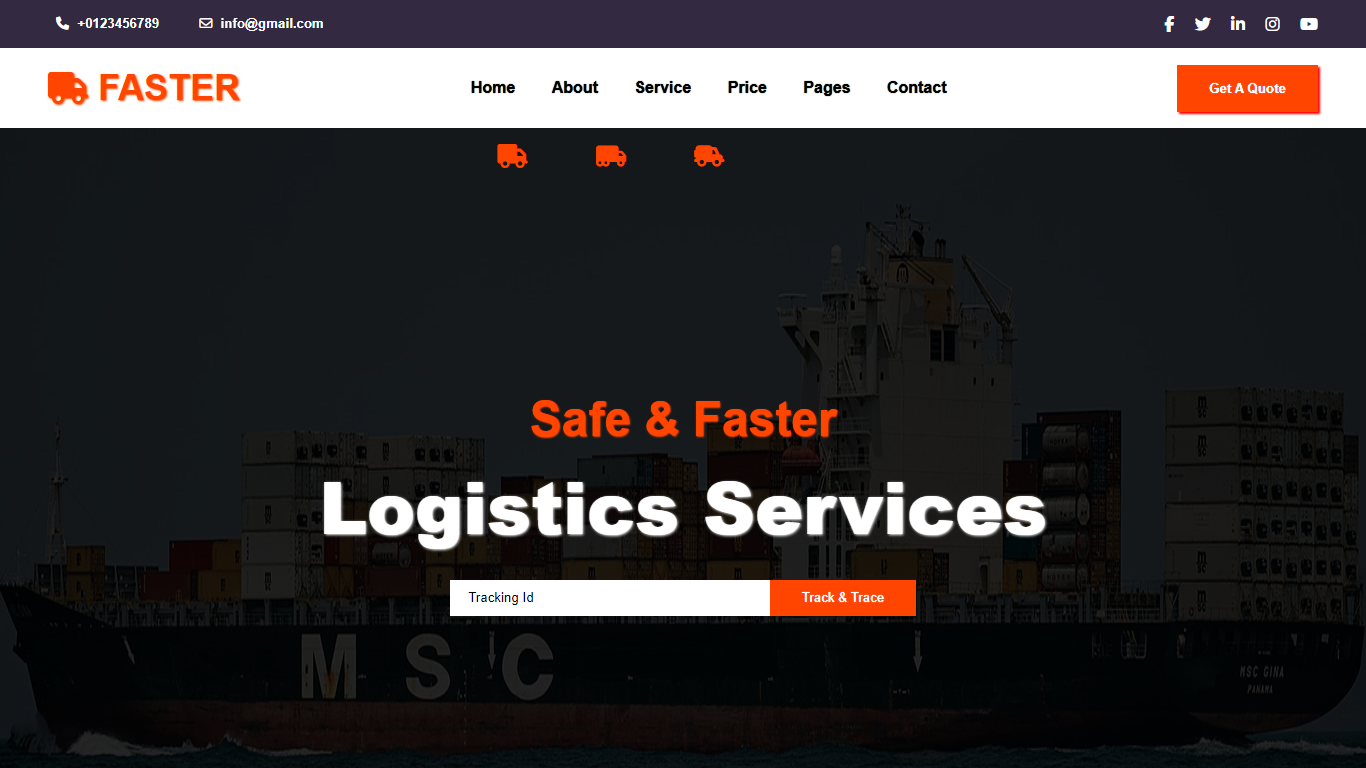 +0123456789 info@gmail.com
FASTER Home About Service Price Pages Contact Get A Quote
Safe & Faster
Logistics Services
Tracking Id Track & Trace
MSC
MSC GINA
PANAMA